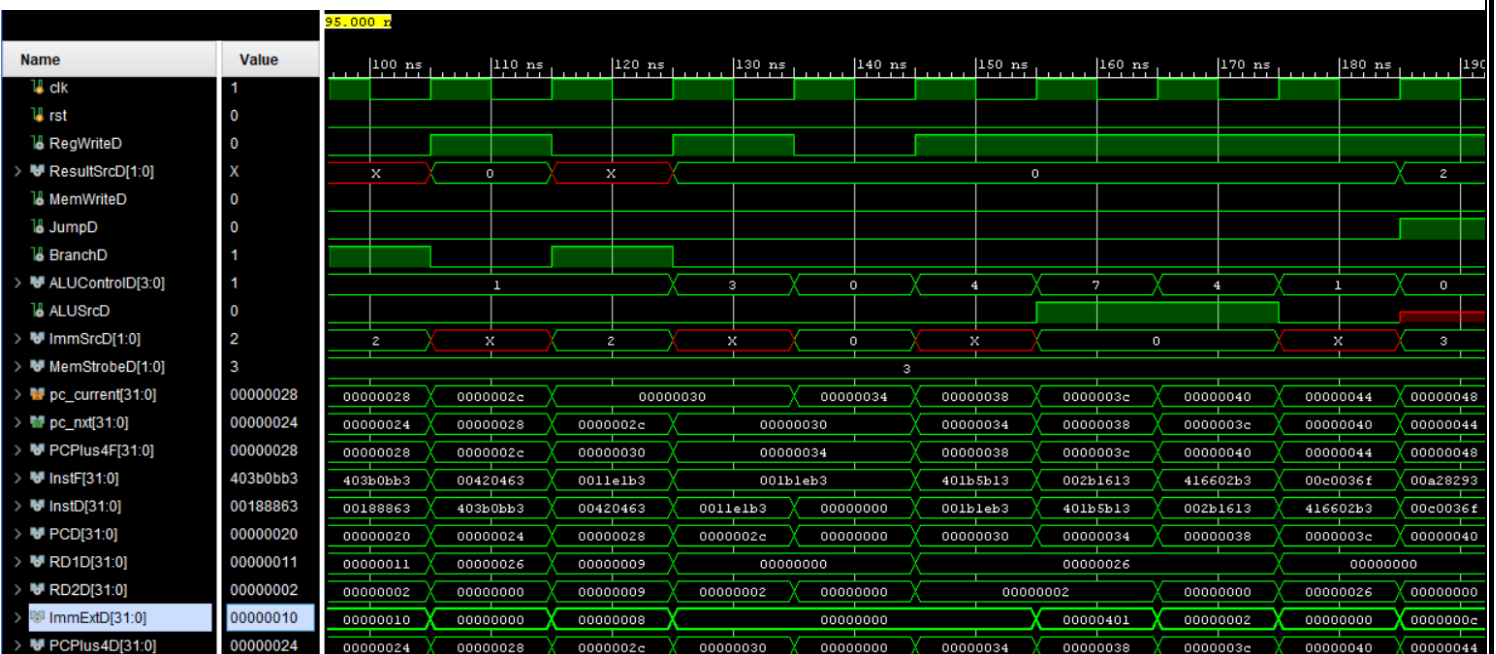 95.000 n
Name Value 100 ns 110 ns 120 ns 130 ns 140 ns 150 ns 160 ns 170 ns 180 ns 190
clk 1
rst 0
RegWriteD 0
ResultSrcD[1:0] X X 0 X 0 2
MemWriteD 0
JumpD 0
BranchD 1
ALUControlD[3:0] 1 1 3 0 4 7 4 1 0
ALUSrcD 0
ImmSrcD[1:0] 2 2 X 2 X 0 X 0 X 3
MemStrobeD[1:0] 3 3
pc_current[31:0] 00000028 00000028 0000002c 00000030 00000034 00000038 0000003c 00000040 00000044 00000048
pc_nxt[31:0] 00000024 00000024 00000028 0000002c 00000030 00000034 00000038 0000003c 00000040 00000044
PCPlus4F[31:0] 00000028 00000028 0000002c 00000030 00000034 00000038 0000003c 00000040 00000044 00000048
InstF[31:0] 403b0bb3 403b0bb3 00420463 0011e1b3 001b1eb3 401b5b13 002b1613 416602b3 00c0036f 00a28293
InstD[31:0] 00188863 00188863 403b0bb3 00420463 0011e1b3 00000000 001b1eb3 401b5b13 002b1613 416602b3 00c0036f
PCD[31:0] 00000020 00000020 00000024 00000028 0000002c 00000000 00000030 00000034 00000038 0000003c 00000040
RD1D[31:0] 00000011 00000011 00000026 00000009 00000000 00000026 00000000
RD2D[31:0] 00000002 00000002 00000000 00000009 00000002 00000000 00000002 00000000 00000026 00000000
ImmExtD[31:0] 00000010 00000010 00000000 00000008 00000000 00000401 00000002 00000000 0000000c
PCPlus4D[31:0] 00000024 00000024 00000028 0000002c 00000030 00000000 00000034 00000038 0000003c 00000040 00000044